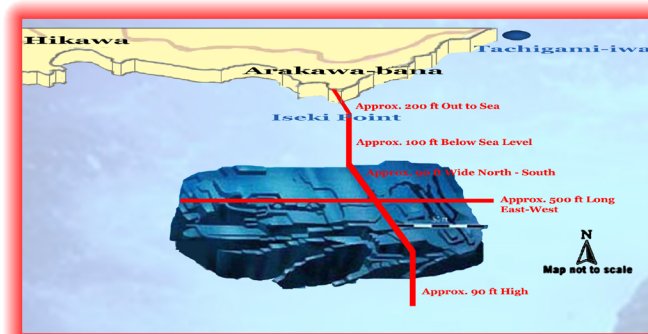 Hikawa
Tachigami-iwa
Arakawa-bana
Approx. 200 ft Out to Sea
Iseki Point
Approx. 100 ft Below Sea Level
Wide North - South
Approx. 500 ft Long
East-West
N
Map not to scale
Approx. 90 ft High